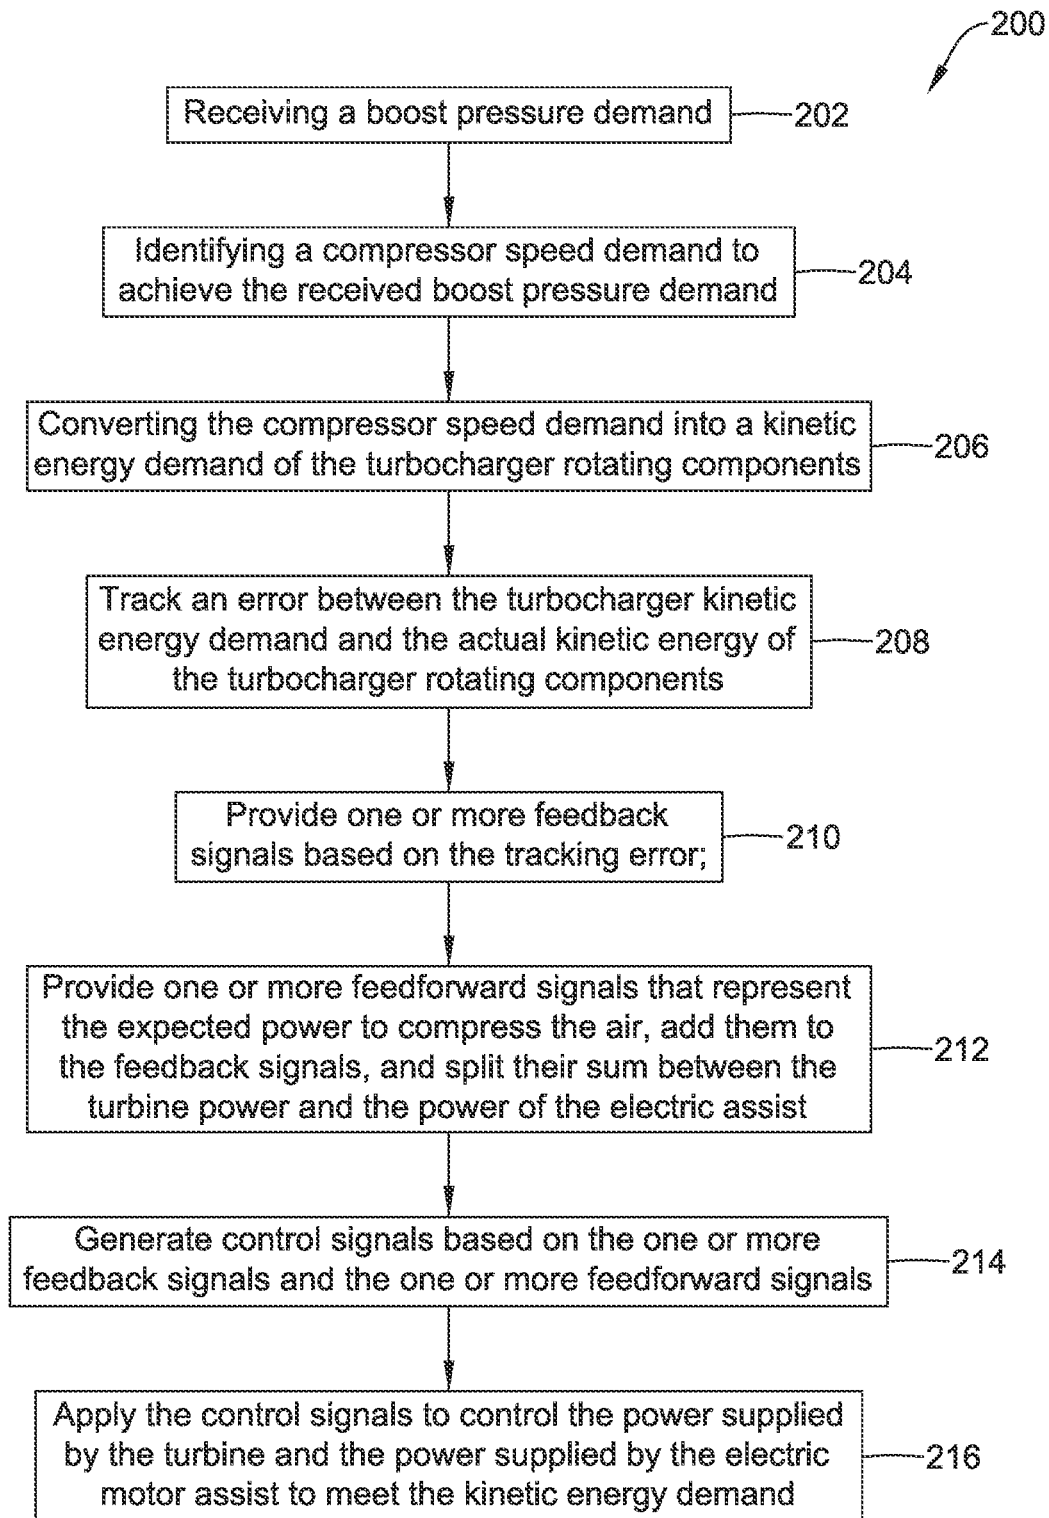 200
Receiving a boost pressure demand
202
Identifying a compressor speed demand to
achieve the received boost pressure demand
204
Converting the compressor speed demand into a kinetic
energy demand of the turbocharger rotating components
206
Track an error between the turbocharger kinetic
energy demand and the actual kinetic energy of
the turbocharger rotating components
208
Provide one or more feedback
signals based on the tracking error;
210
Provide one or more feedforward signals that represent
the expected power to compress the air, add them to
the feedback signals, and split their sum between the
turbine power and the power of the electric assist
212
Generate control signals based on the one or more
feedback signals and the one or more feedforward signals
214
Apply the control signals to control the power supplied
by the turbine and the power supplied by the electric
motor assist to meet the kinetic energy demand
216